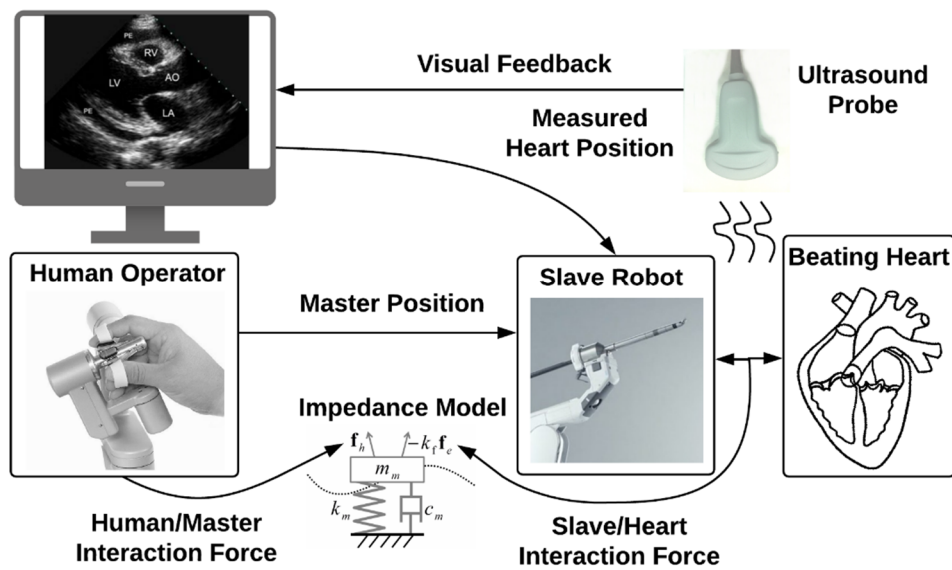 PE
RV
LV
AO
LA
PE
Visual Feedback
Ultrasound
Probe
Measured
Heart Position
Human Operator
Master Position
Slave Robot
Beating Heart
Impedance Model
f_h
-k_f f_e
m_m
k_m
c_m
Human/Master
Interaction Force
Slave/Heart
Interaction Force